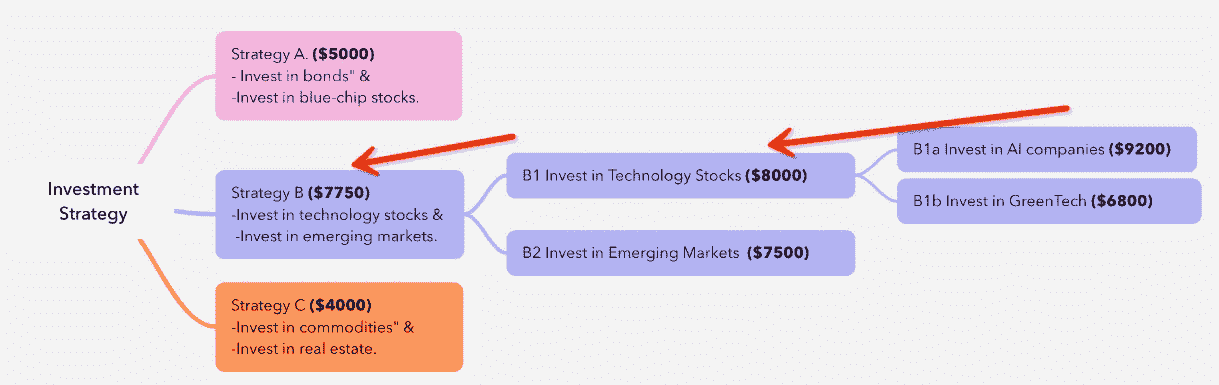 Investment
Strategy
Strategy A. ($5000)
- Invest in bonds" &
-Invest in blue-chip stocks.
Strategy B ($7750)
-Invest in technology stocks &
-Invest in emerging markets.
Strategy C ($4000)
-Invest in commodities" &
-Invest in real estate.
B1 Invest in Technology Stocks ($8000)
B2 Invest in Emerging Markets ($7500)
B1a Invest in AI companies ($9200)
B1b Invest in GreenTech ($6800)